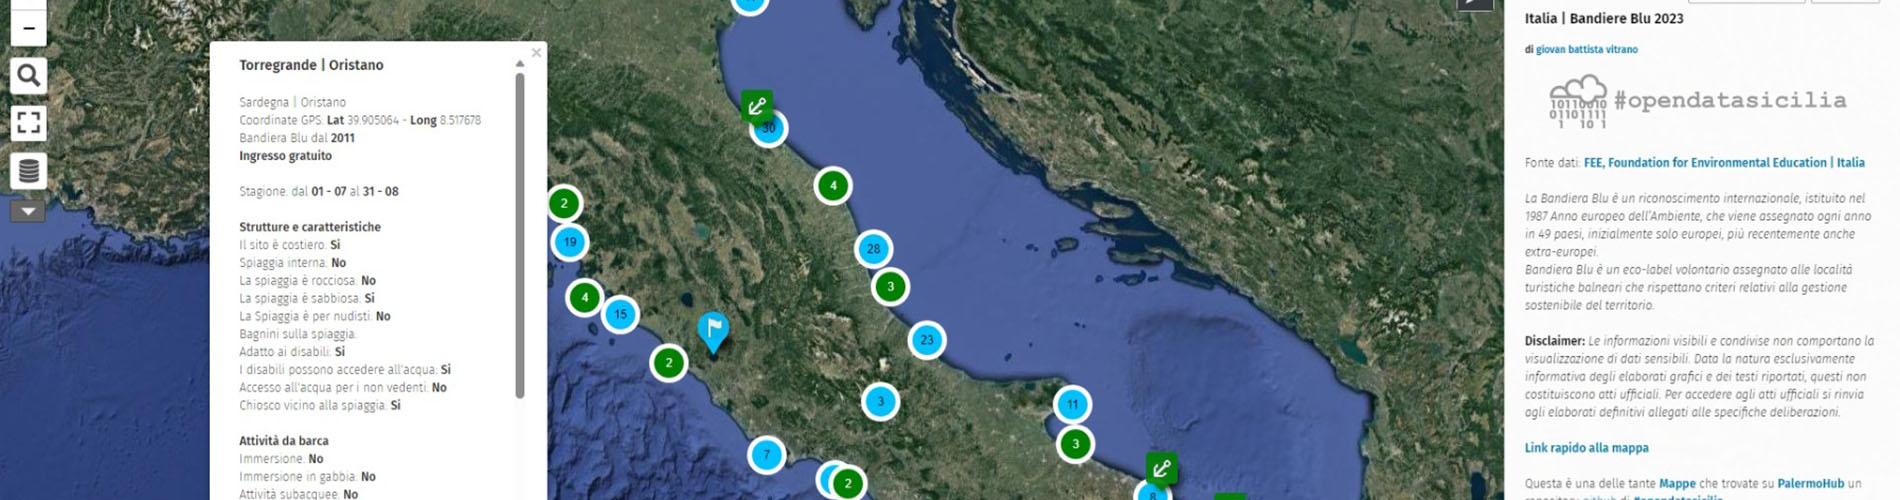 Torregrande | Oristano
Sardegna | Oristano
Coordinate GPS: Lat 39.905064 - Long 8.517678
Bandiera Blu dal 2011
Ingresso gratuito
Stagione: dal 01 - 07 al 31 - 08
Strutture e caratteristiche
Il sito è costiero: Si
Spiaggia interna: No
La spiaggia è rocciosa: No
La spiaggia è sabbiosa: Si
La Spiaggia è per nudisti: No
Bagnini sulla spiaggia:
Adatto ai disabili: Si
I disabili possono accedere all'acqua: Si
Accesso all'acqua per i non vedenti: No
Chiosco vicino alla spiaggia: Si
Attività da barca
Immersione: No
Immersione in gabbia: No
Attività subacquee: No
30
4
2
19
28
3
4
15
23
2
3
11
3
7
2
8
Italia | Bandiere Blu 2023
di giovan battista vitrano
10110010
01101111
1 10 1
#opendatasicilia
Fonte dati: FEE, Foundation for Environmental Education | Italia
La Bandiera Blu è un riconoscimento internazionale, istituito nel
1987 Anno europeo dell'Ambiente, che viene assegnato ogni anno
in 49 paesi, inizialmente solo europei, più recentemente anche
extra-europei.
Bandiera Blu è un eco-label volontario assegnato alle località
turistiche balneari che rispettano criteri relativi alla gestione
sostenibile del territorio.
Disclaimer: Le informazioni visibili e condivise non comportano la
visualizzazione di dati sensibili. Data la natura esclusivamente
informativa degli elaborati grafici e dei testi riportati, questi non
costituiscono atti ufficiali. Per accedere agli atti ufficiali si rinvia
agli elaborati definitivi allegati alle specifiche deliberazioni.
Link rapido alla mappa
Questa è una delle tante Mappe che trovate su PalermoHub un
repository github di #opendatasicilia